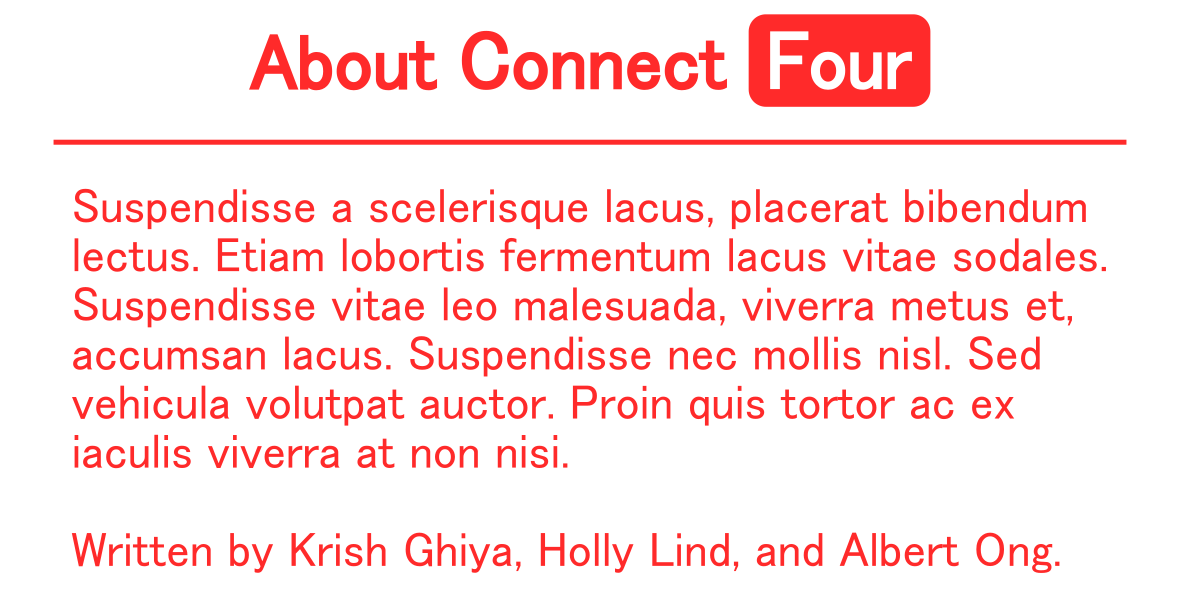 About Connect Four
Suspendisse a scelerisque lacus, placerat bibendum
lectus. Etiam lobortis fermentum lacus vitae sodales.
Suspendisse vitae leo malesuada, viverra metus et,
accumsan lacus. Suspendisse nec mollis nisl. Sed
vehicula volutpat auctor. Proin quis tortor ac ex
iaculis viverra at non nisi.
Written by Krish Ghiya, Holly Lind, and Albert Ong.